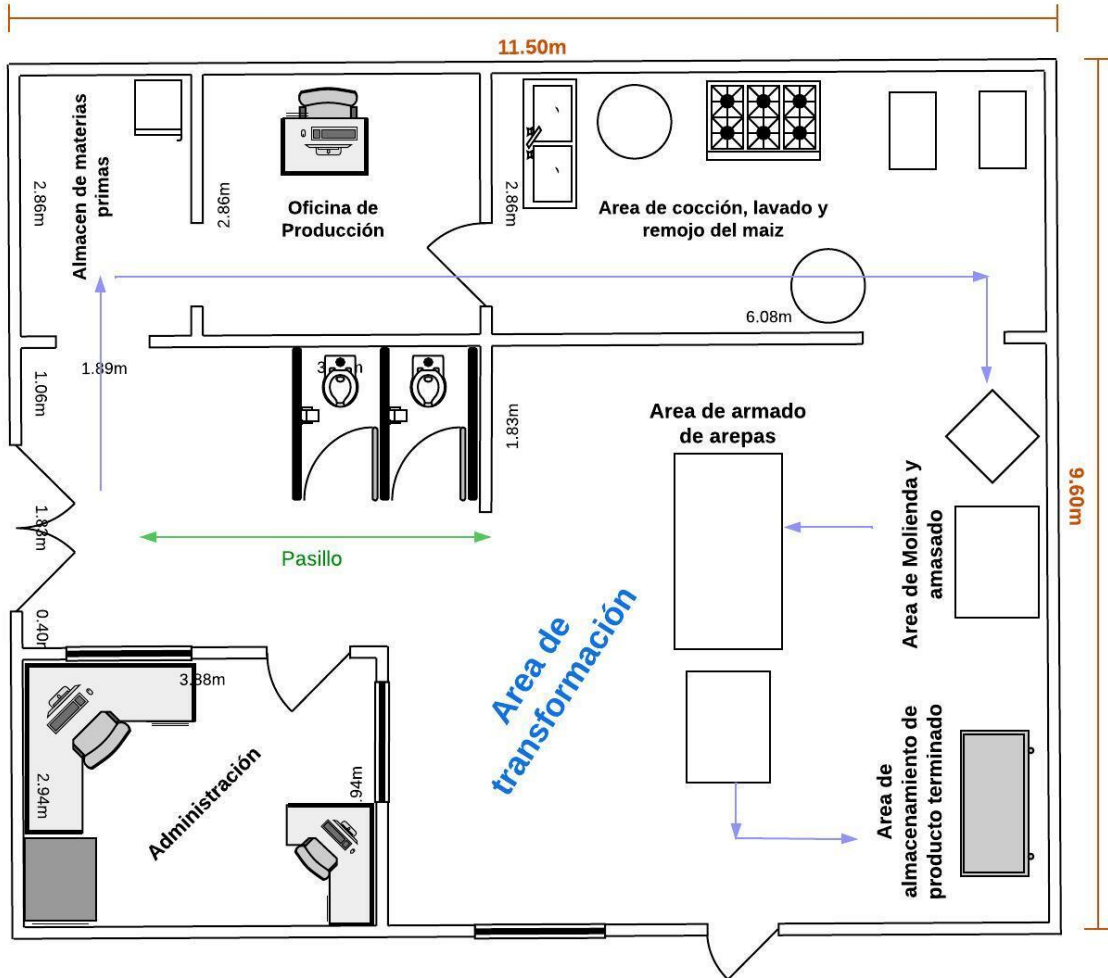 11.50m
9.60m
Almacen de materias
primas
2.86m
2.86m
Oficina de
Producción
2.86m
Area de cocción, lavado y
remojo del maiz
6.08m
1.89m
1.06m
1.83m
Area de armado
de arepas
1.83m
Pasillo
Area de Molienda y
amasado
0.40m
3.88m
Area de
transformación
2.94m
Administración
.94m
Area de
almacenamiento de
producto terminado